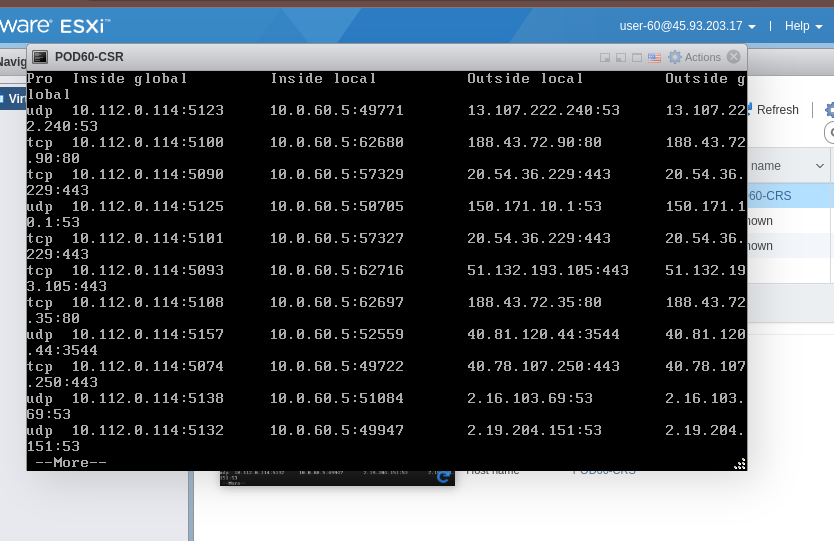 ware® ESXi™
user-60@45.93.203.17 | Help
Navig
POD60-CSR
Actions
Virt
Refresh
name
D60-CRS
nown
nown
Pro Inside global Inside local Outside local Outside g
lobal
udp 10.112.0.114:5123 10.0.60.5:49771 13.107.222.240:53 13.107.22
2.240:53
tcp 10.112.0.114:5100 10.0.60.5:62680 188.43.72.90:80 188.43.72
.90:80
tcp 10.112.0.114:5090 10.0.60.5:57329 20.54.36.229:443 20.54.36.
229:443
udp 10.112.0.114:5125 10.0.60.5:50705 150.171.10.1:53 150.171.1
0.1:53
tcp 10.112.0.114:5101 10.0.60.5:57327 20.54.36.229:443 20.54.36.
229:443
tcp 10.112.0.114:5093 10.0.60.5:62716 51.132.193.105:443 51.132.19
3.105:443
tcp 10.112.0.114:5108 10.0.60.5:62697 188.43.72.35:80 188.43.72
.35:80
udp 10.112.0.114:5157 10.0.60.5:52559 40.81.120.44:3544 40.81.120
.44:3544
tcp 10.112.0.114:5074 10.0.60.5:49722 40.78.107.250:443 40.78.107
.250:443
udp 10.112.0.114:5138 10.0.60.5:51084 2.16.103.69:53 2.16.103.
69:53
udp 10.112.0.114:5132 10.0.60.5:49947 2.19.204.151:53 2.19.204.
151:53
--More--
Host name POD60-CRS